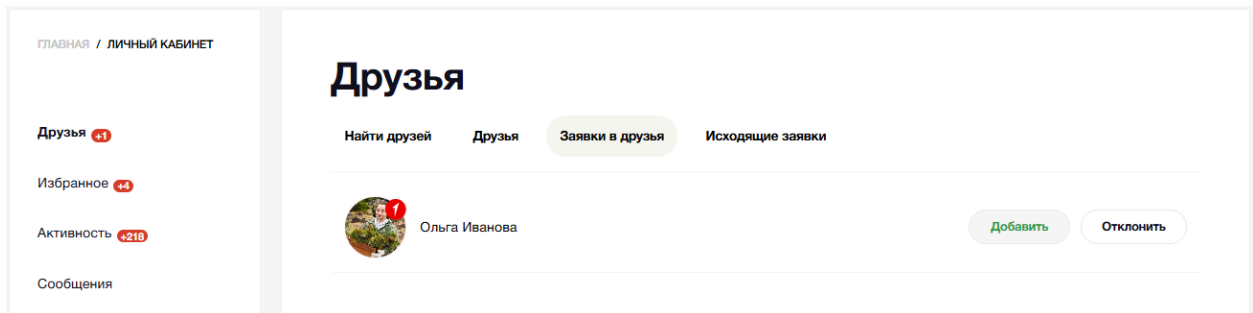 ГЛАВНАЯ / ЛИЧНЫЙ КАБИНЕТ
Друзья +1
Избранное +4
Активность +218
Сообщения
Друзья
Найти друзей Друзья Заявки в друзья Исходящие заявки
Ольга Иванова Добавить Отклонить